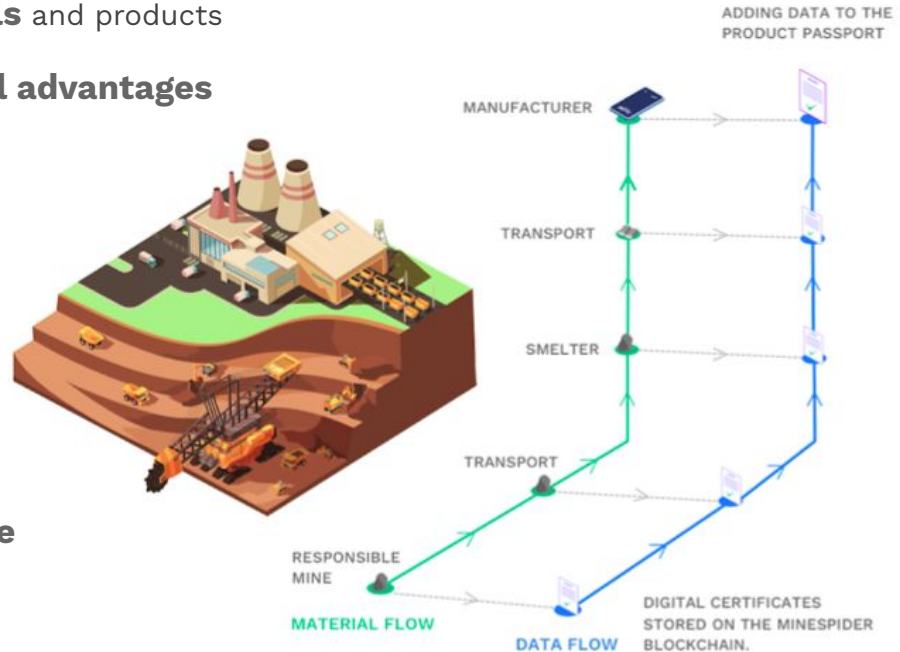 ls and products
l advantages
e
ADDING DATA TO THE
PRODUCT PASSPORT
MANUFACTURER
TRANSPORT
SMELTER
TRANSPORT
RESPONSIBLE
MINE
MATERIAL FLOW
DATA FLOW
DIGITAL CERTIFICATES
STORED ON THE MINESPIDER
BLOCKCHAIN.